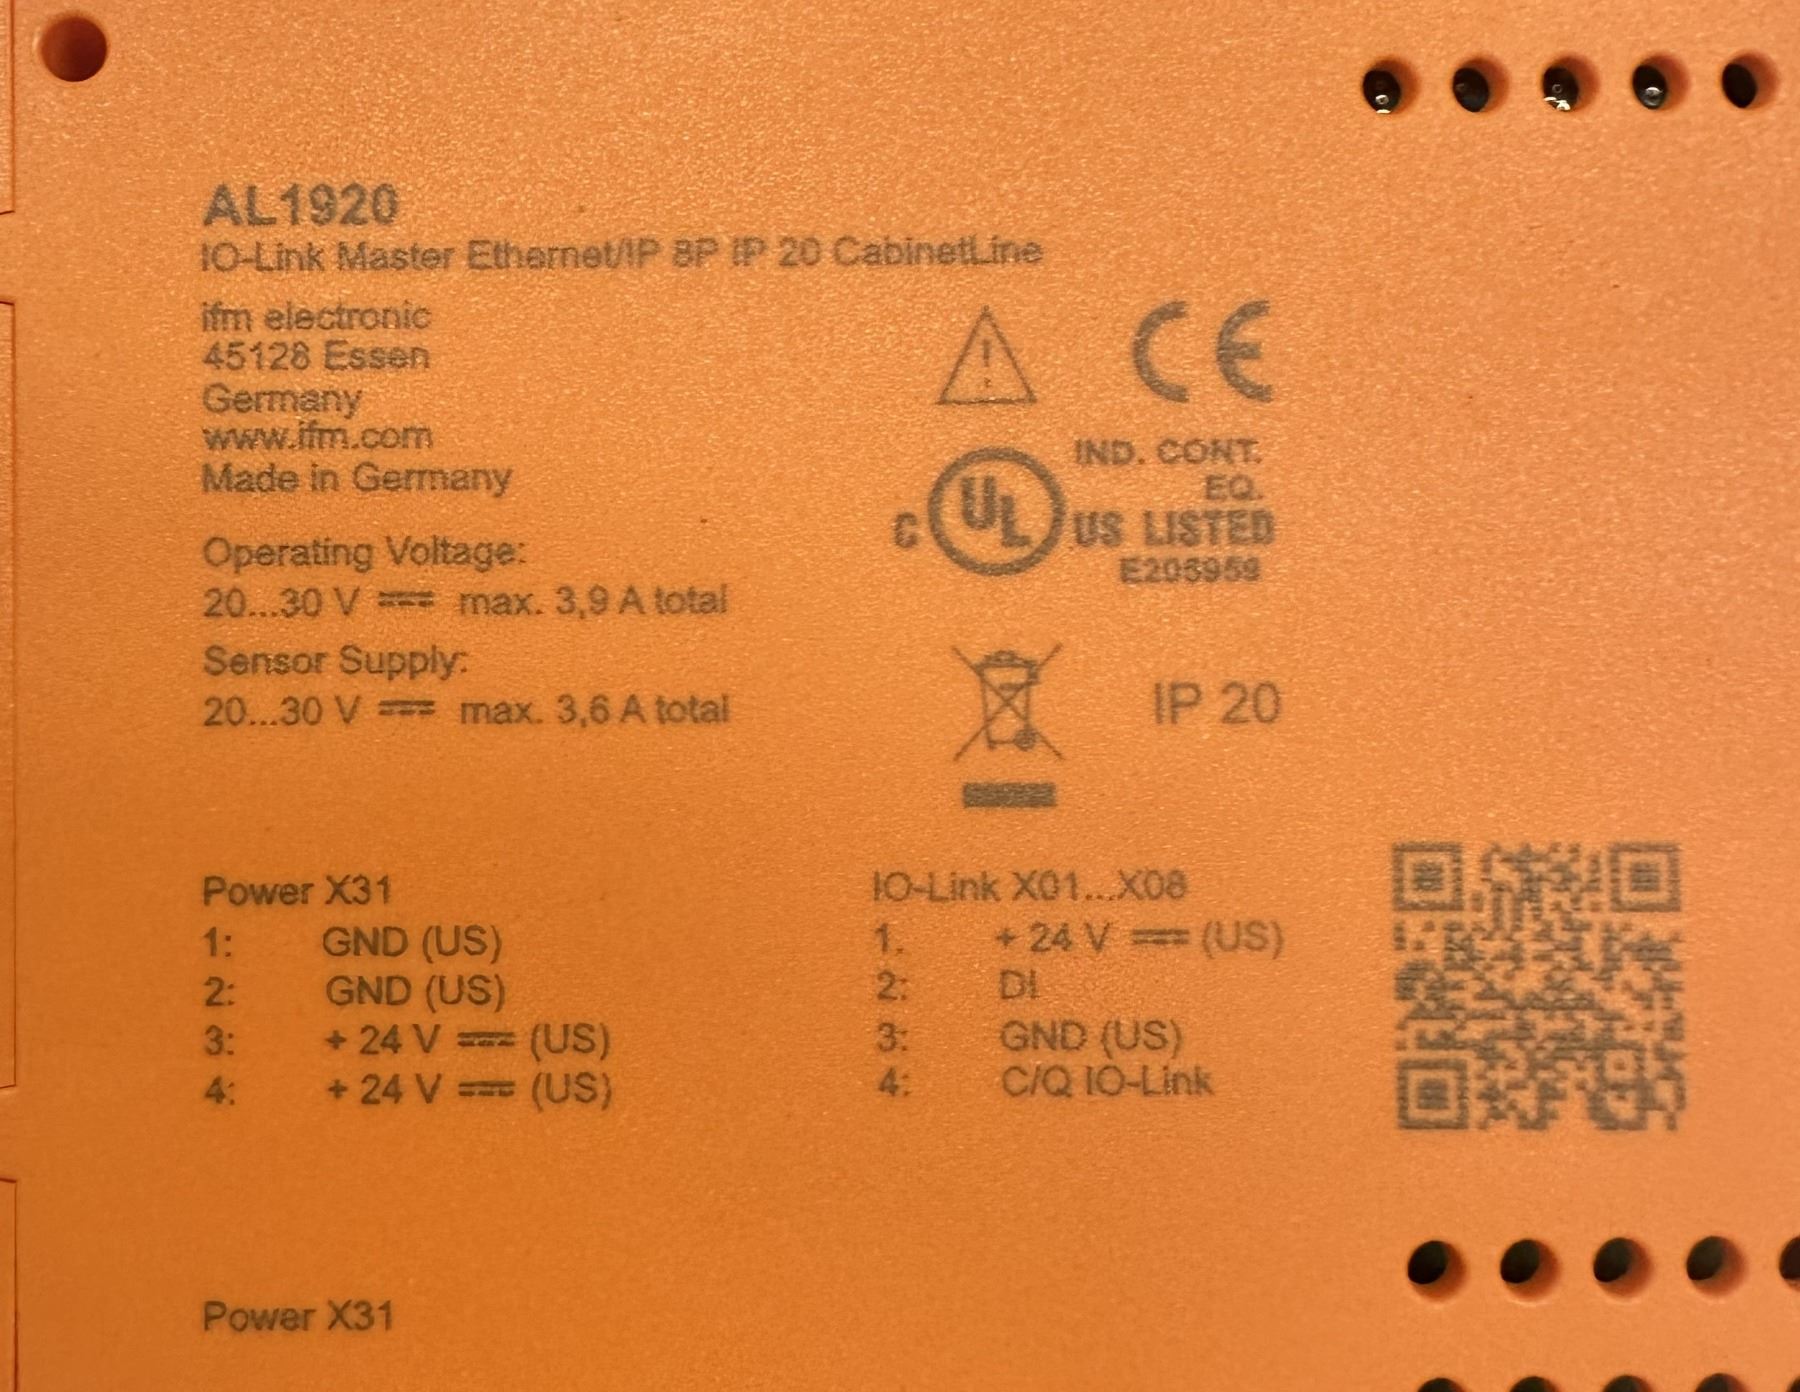 AL1920
IO-Link Master Ethernet/IP 8P IP 20 CabinetLine
ifm electronic
45128 Essen
Germany
www.ifm.com
Made in Germany
CE
IND. CONT.
EQ.
C UL US LISTED
E205959
Operating Voltage:
20...30 V ⎓ max. 3,9 A total
Sensor Supply:
20...30 V ⎓ max. 3,6 A total
IP 20
Power X31
1: GND (US)
2: GND (US)
3: + 24 V ⎓ (US)
4: + 24 V ⎓ (US)
IO-Link X01...X08
1. + 24 V ⎓ (US)
2: DI
3: GND (US)
4: C/Q IO-Link
Power X31